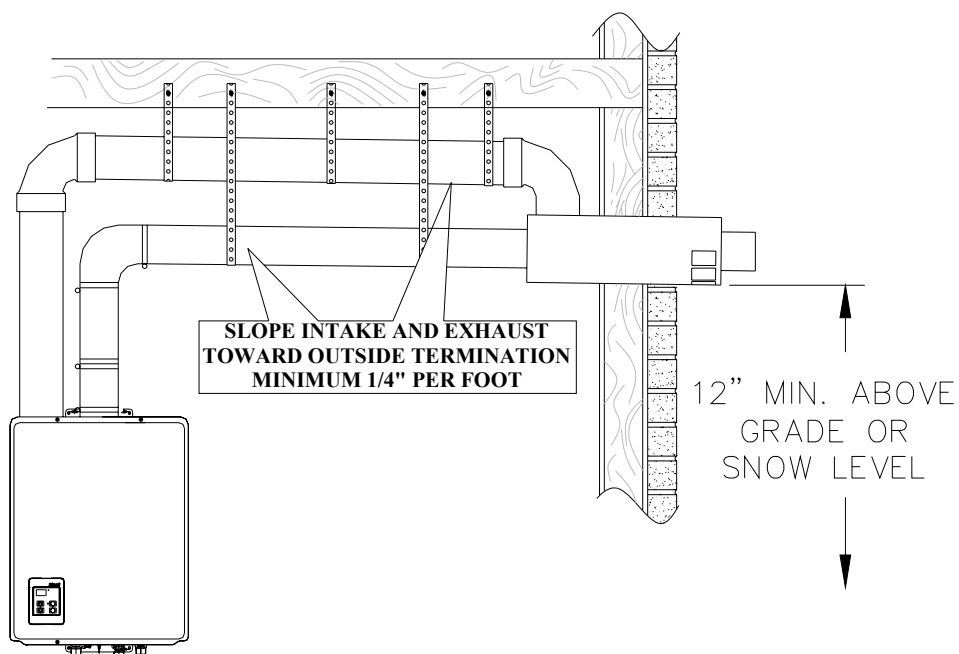 SLOPE INTAKE AND EXHAUST
TOWARD OUTSIDE TERMINATION
MINIMUM 1/4" PER FOOT
12” MIN. ABOVE
GRADE OR
SNOW LEVEL